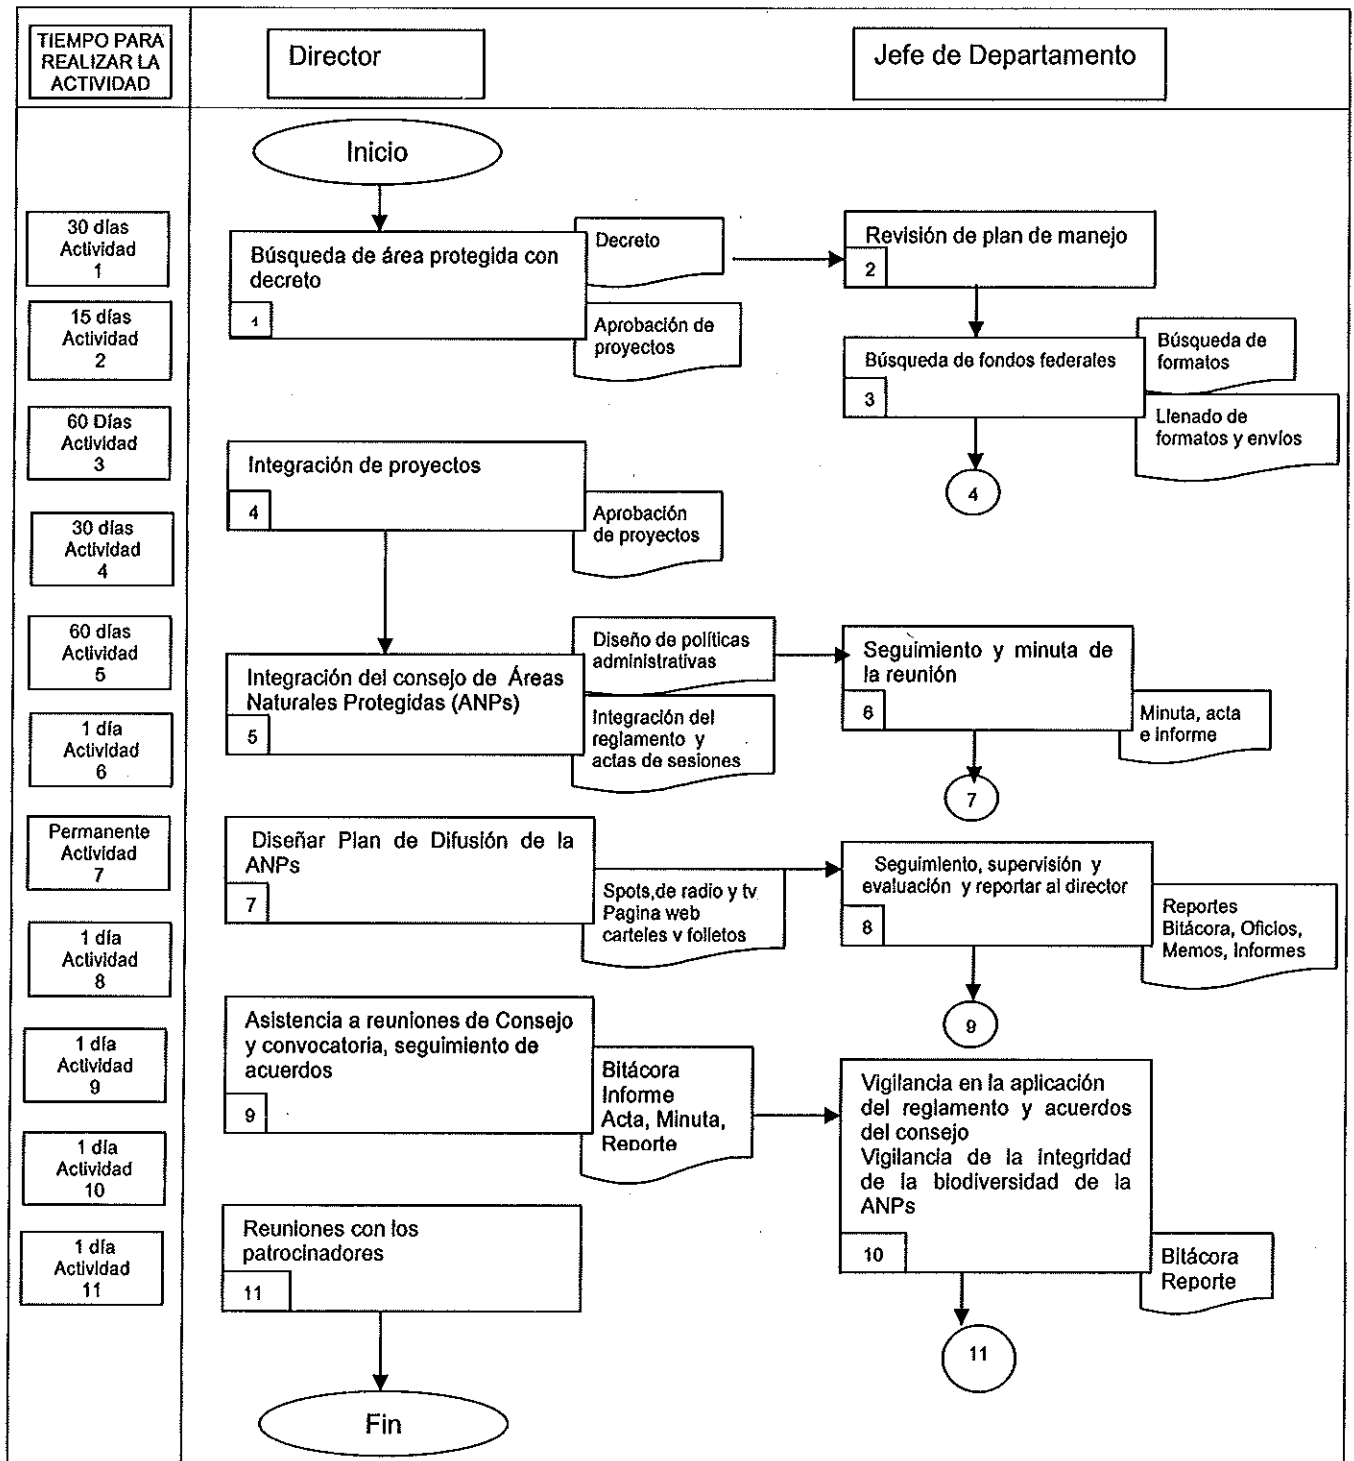 TIEMPO PARA
REALIZAR LA
ACTIVIDAD
Director
Jefe de Departamento
Inicio
30 días
Actividad
1
Búsqueda de área protegida con
decreto
1
Decreto
Aprobación de
proyectos
Revisión de plan de manejo
2
15 días
Actividad
2
Búsqueda de fondos federales
3
Búsqueda de
formatos
Llenado de
formatos y envíos
4
60 Días
Actividad
3
Integración de proyectos
4
Aprobación
de proyectos
30 días
Actividad
4
60 días
Actividad
5
Integración del consejo de Áreas
Naturales Protegidas (ANPs)
5
Diseño de políticas
administrativas
Integración del
reglamento y
actas de sesiones
Seguimiento y minuta de
la reunión
6
Minuta, acta
e informe
7
1 día
Actividad
6
Permanente
Actividad
7
Diseñar Plan de Difusión de la
ANPs
7
Spots,de radio y tv
Pagina web
carteles y folletos
Seguimiento, supervisión y
evaluación y reportar al director
8
Reportes
Bitácora, Oficios,
Memos, Informes
9
1 día
Actividad
8
Asistencia a reuniones de Consejo
y convocatoria, seguimiento de
acuerdos
9
Bitácora
Informe
Acta, Minuta,
Reporte
1 día
Actividad
9
Vigilancia en la aplicación
del reglamento y acuerdos
del consejo
Vigilancia de la integridad
de la biodiversidad de la
ANPs
10
Bitácora
Reporte
11
1 día
Actividad
10
Reuniones con los
patrocinadores
11
1 día
Actividad
11
Fin